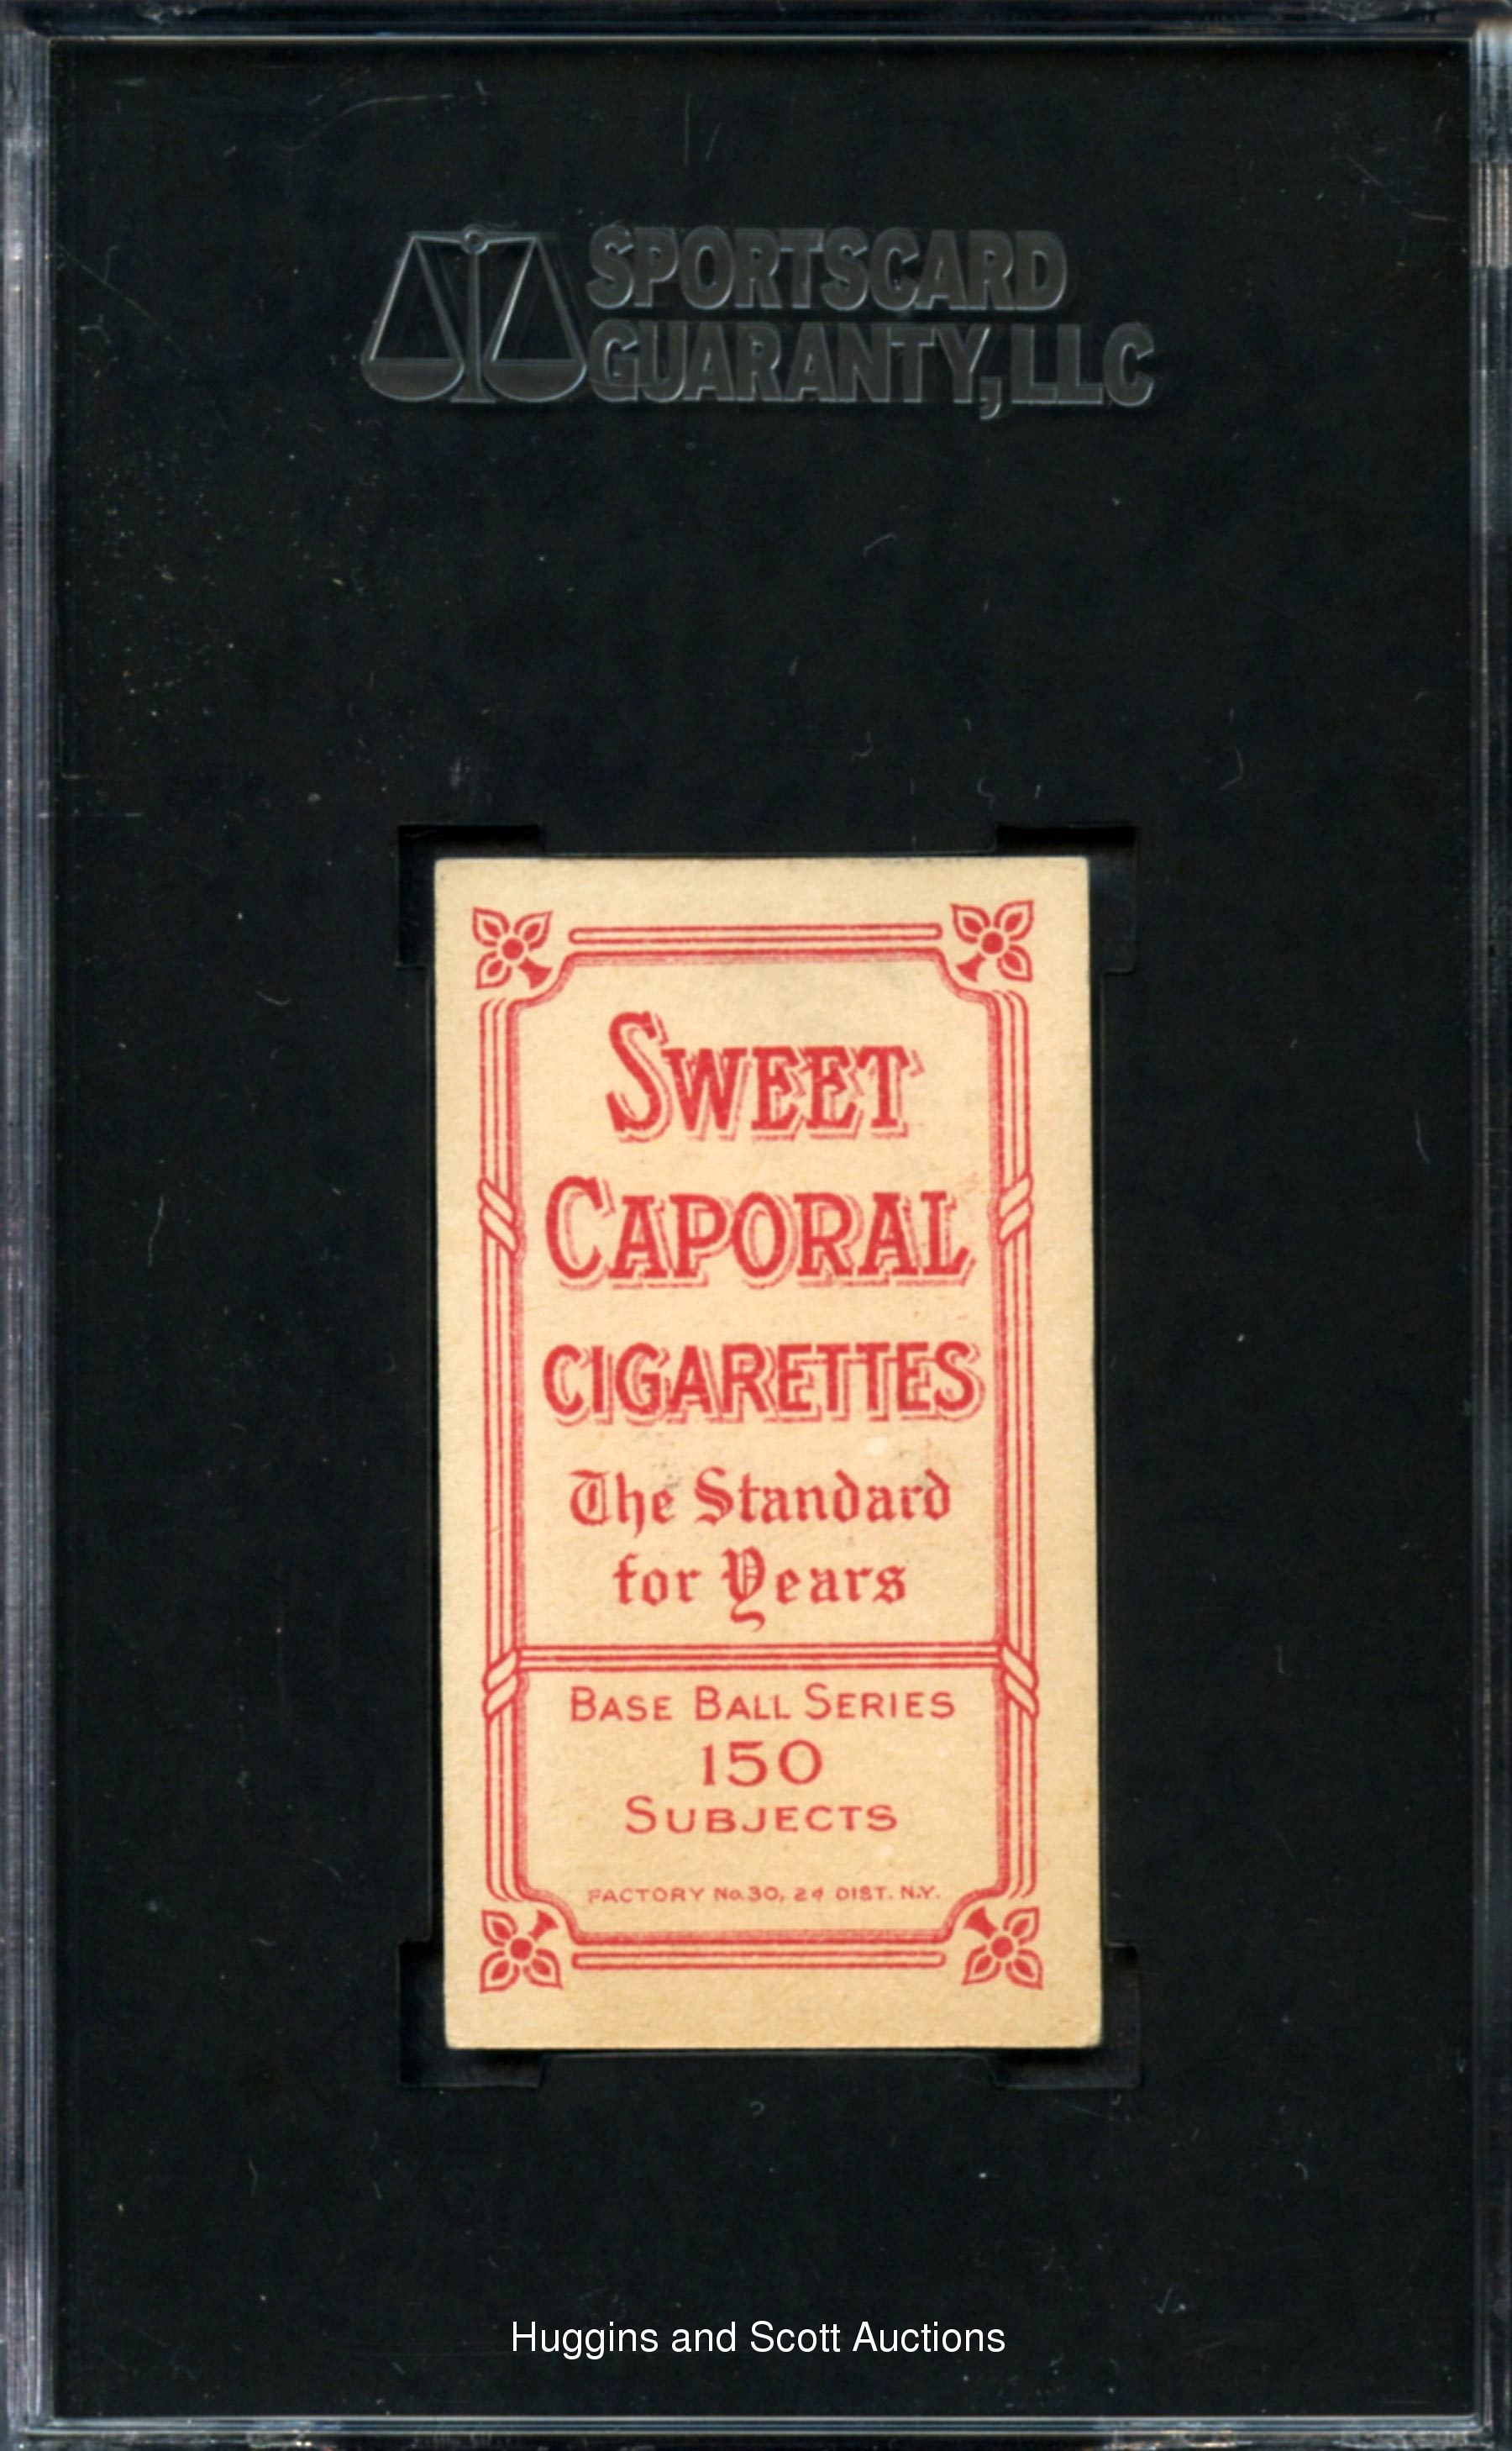 SPORTSCARD
GUARANTY, LLC
SWEET
CAPORAL
CIGARETTES
The Standard
for Years
BASE BALL SERIES
150
SUBJECTS
FACTORY No. 30, 2d DIST. N.Y.
Huggins and Scott Auctions